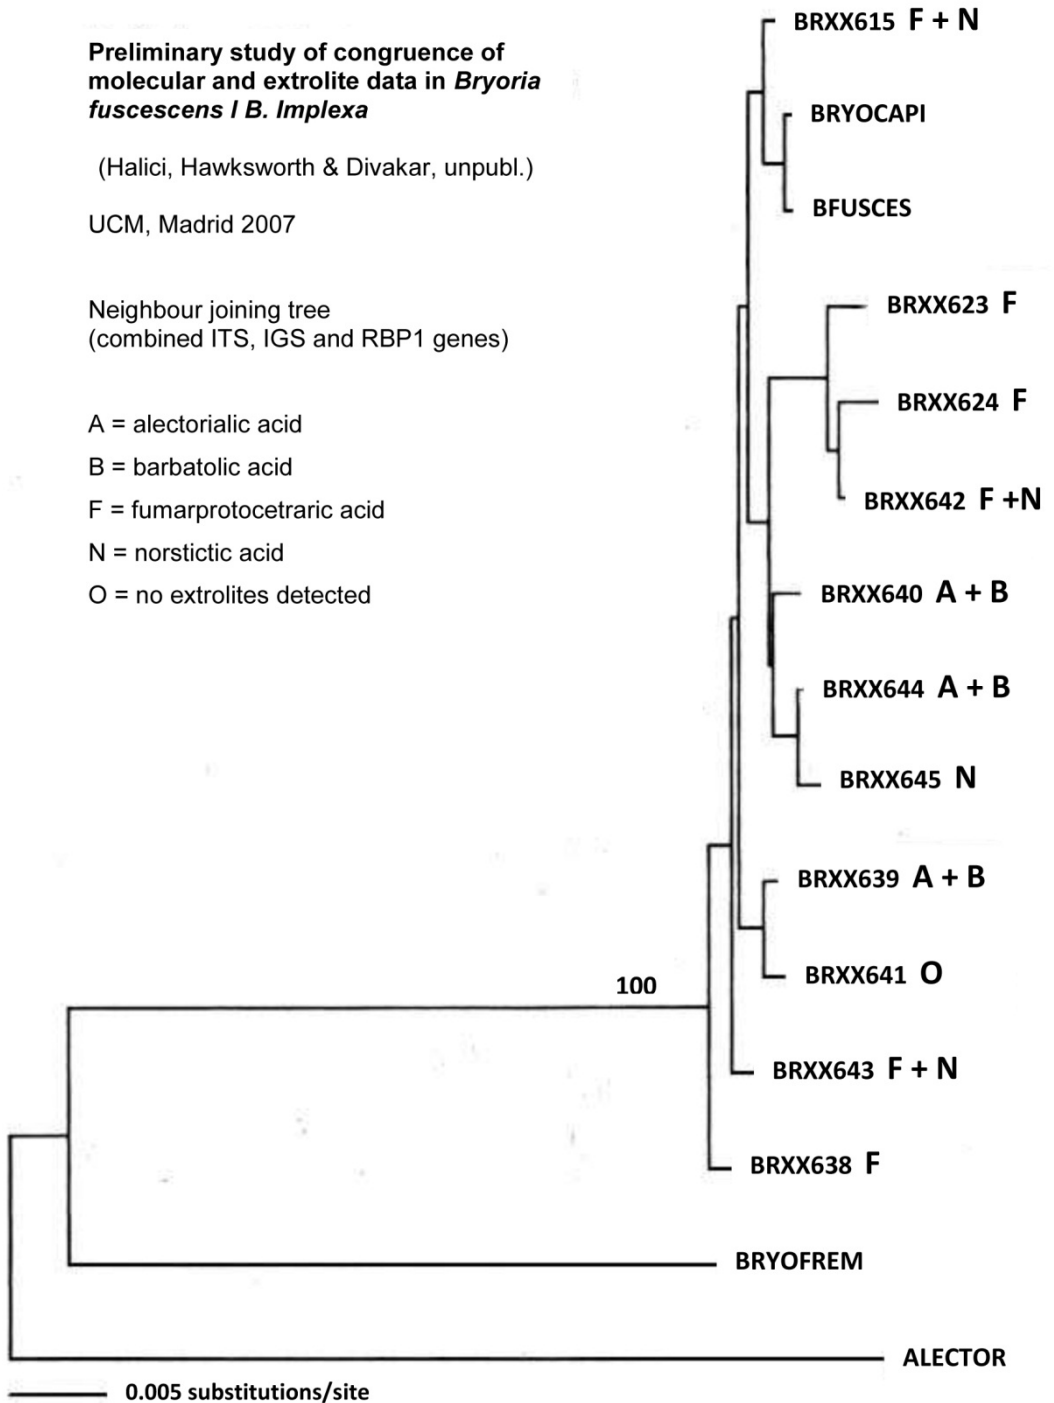 Preliminary study of congruence of
molecular and extrolite data in Bryoria
fuscescens / B. Implexa
(Halici, Hawksworth & Divakar, unpubl.)
UCM, Madrid 2007
Neighbour joining tree
(combined ITS, IGS and RBP1 genes)
A = alectorialic acid
B = barbatolic acid
F = fumarprotocetraric acid
N = norstictic acid
O = no extrolites detected
BRXX615 F + N
BRYOCAPI
BFUSCES
BRXX623 F
BRXX624 F
BRXX642 F +N
BRXX640 A + B
BRXX644 A + B
BRXX645 N
BRXX639 A + B
BRXX641 O
100
BRXX643 F + N
BRXX638 F
BRYOFREM
ALECTOR
0.005 substitutions/site